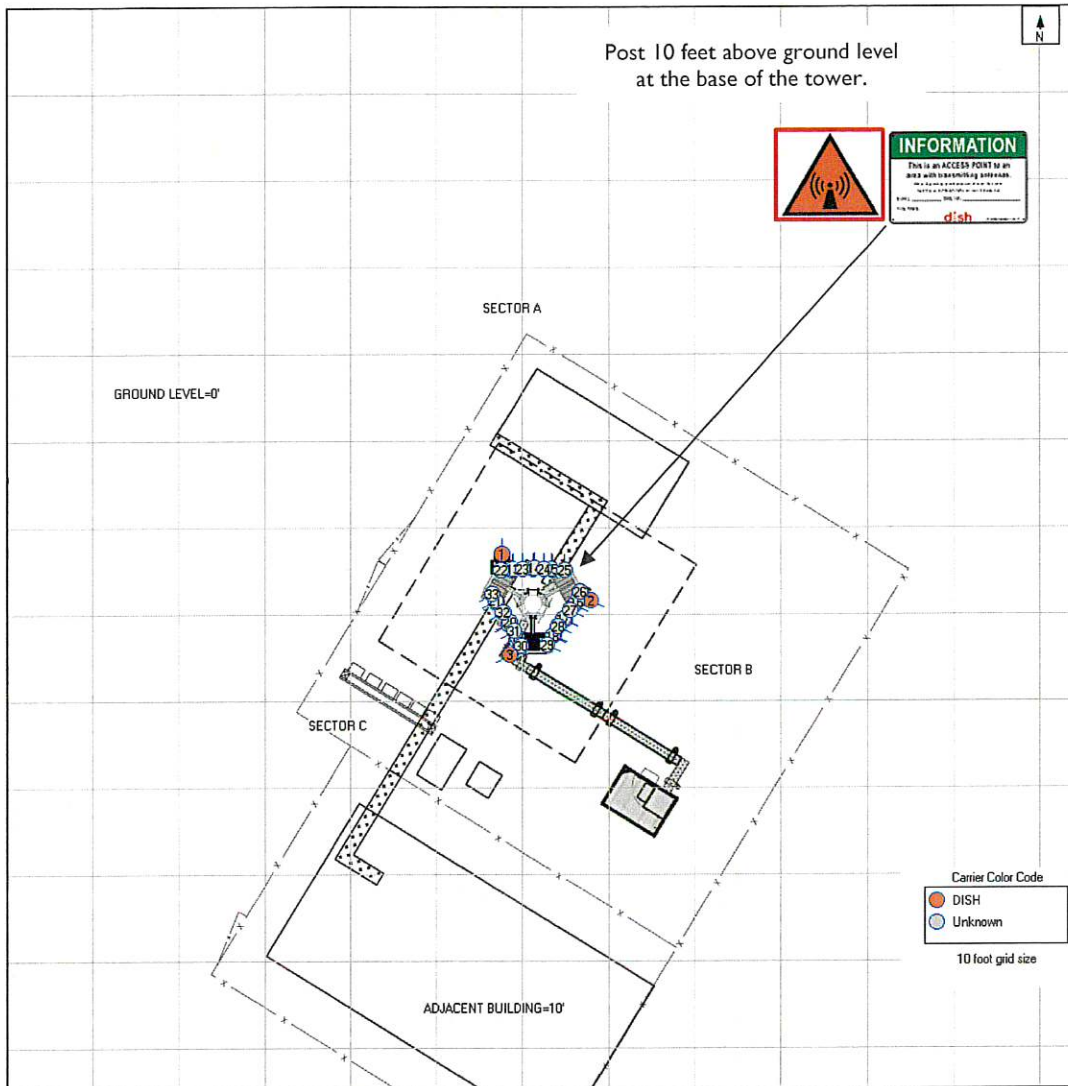 N
Post 10 feet above ground level
at the base of the tower.
INFORMATION
This is an ACCESS POINT to an
area with transmitting antennas.
dish
SECTOR A
GROUND LEVEL=0'
1
22
23
24
25
33
26
2
32
27
31
28
30
29
3
SECTOR B
SECTOR C
Carrier Color Code
DISH
Unknown
10 foot grid size
ADJACENT BUILDING=10'